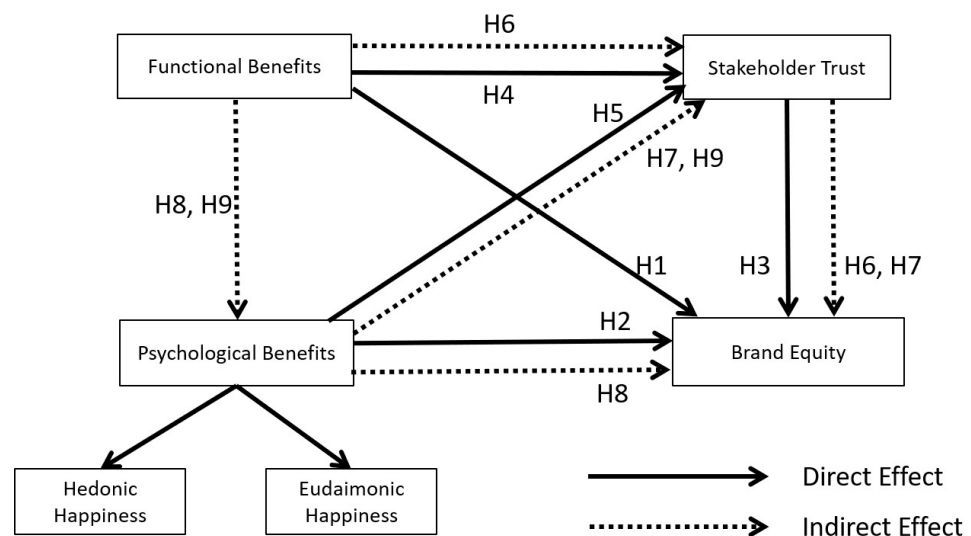 H6
Functional Benefits
Stakeholder Trust
H4
H5
H7, H9
H8, H9
H1
H3
H6, H7
H2
Psychological Benefits
Brand Equity
H8
Hedonic
Happiness
Eudaimonic
Happiness
Direct Effect
Indirect Effect